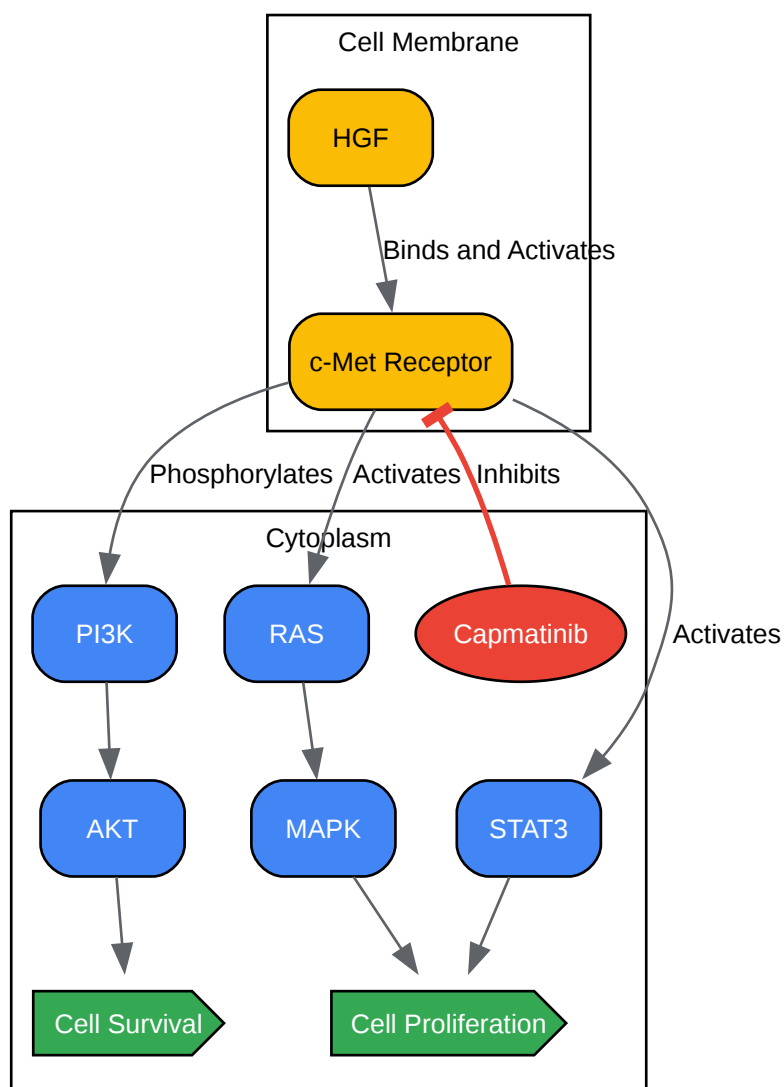 Cell Membrane
HGF
Binds and Activates
c-Met Receptor
Phosphorylates
Activates
Inhibits
Cytoplasm
PI3K
RAS
Capmatinib
Activates
AKT
MAPK
STAT3
Cell Survival
Cell Proliferation